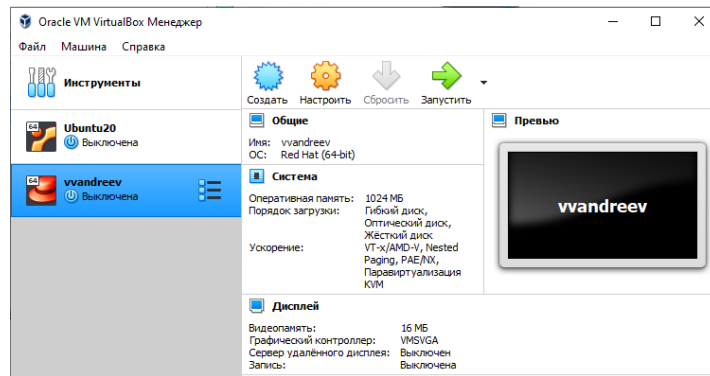 Oracle VM VirtualBox Менеджер
Файл Машина Справка
Инструменты
Создать Настроить Сбросить Запустить
64
Ubuntu20
Выключена
64
vvandreev
Выключена
Общие
Имя: vvandreev
ОС: Red Hat (64-bit)
Система
Оперативная память: 1024 МБ
Порядок загрузки: Гибкий диск,
Оптический диск,
Жёсткий диск
Ускорение: VT-x/AMD-V, Nested
Paging, PAE/NX,
Паравиртуализация
KVM
Превью
vvandreev
Дисплей
Видеопамять: 16 МБ
Графический контроллер: VMSVGA
Сервер удалённого дисплея: Выключен
Запись: Выключена